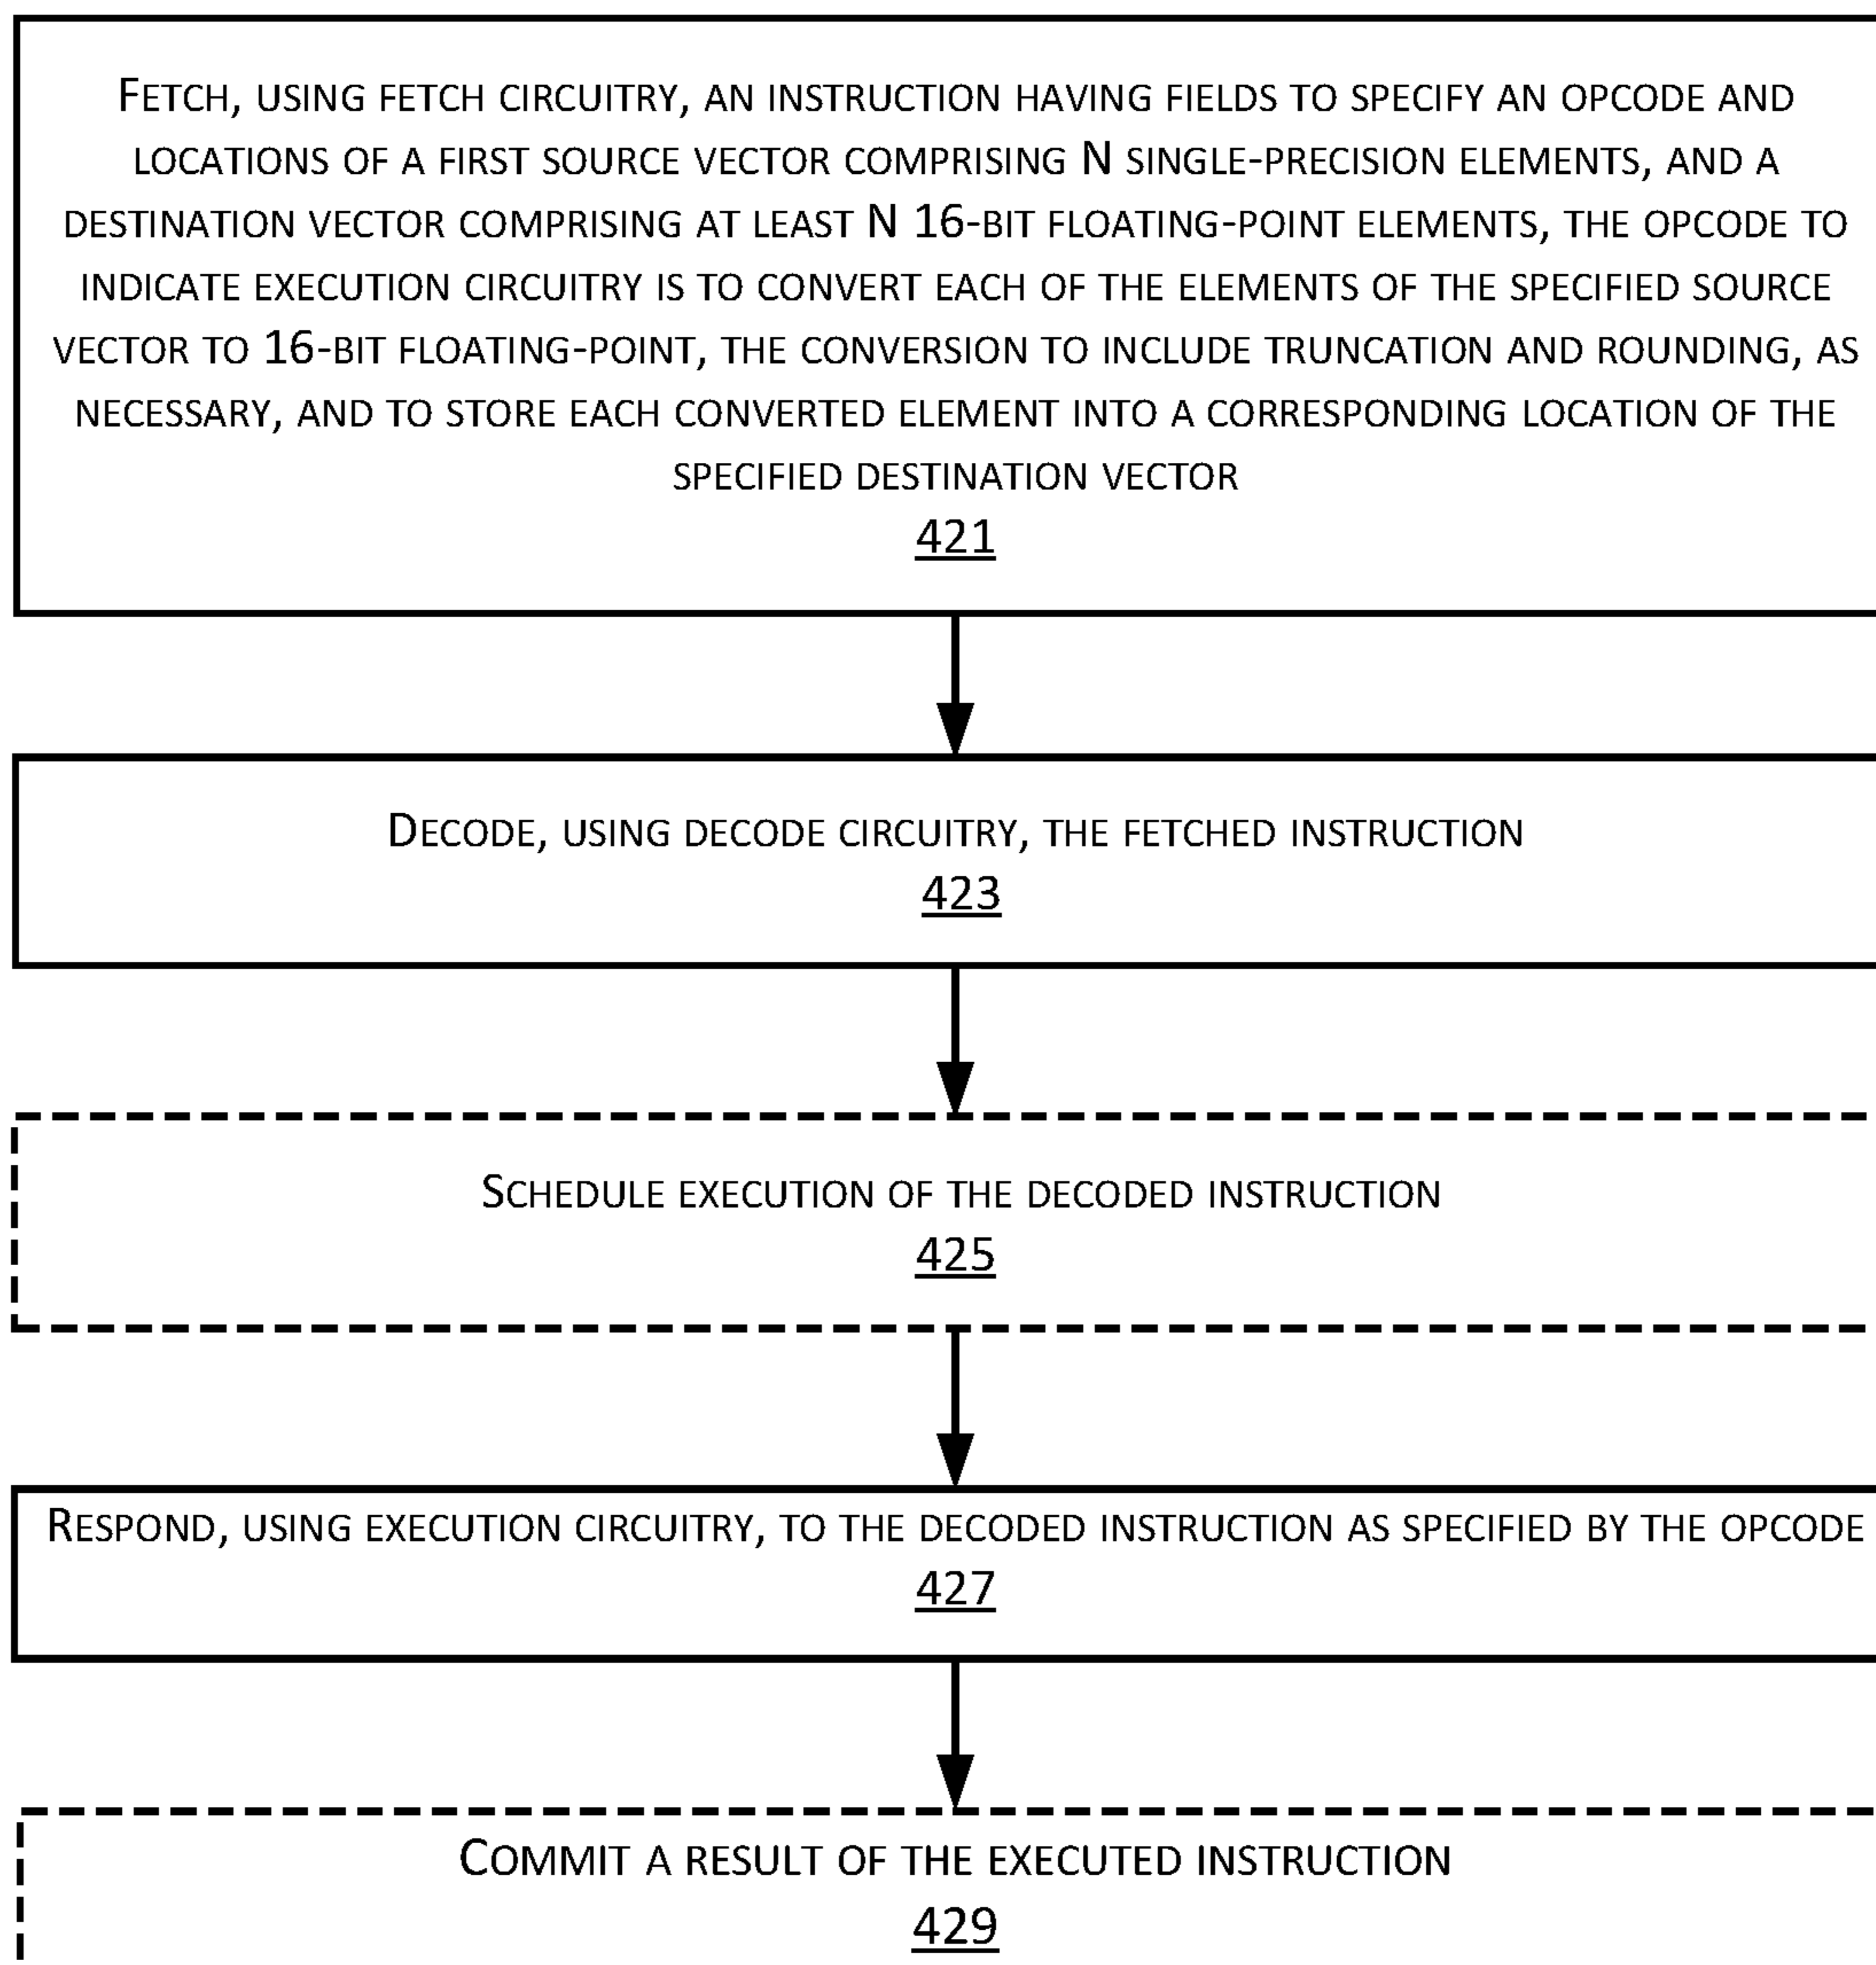 FETCH, USING FETCH CIRCUITRY, AN INSTRUCTION HAVING FIELDS TO SPECIFY AN OPCODE AND
LOCATIONS OF A FIRST SOURCE VECTOR COMPRISING N SINGLE-PRECISION ELEMENTS, AND A
DESTINATION VECTOR COMPRISING AT LEAST N 16-BIT FLOATING-POINT ELEMENTS, THE OPCODE TO
INDICATE EXECUTION CIRCUITRY IS TO CONVERT EACH OF THE ELEMENTS OF THE SPECIFIED SOURCE
VECTOR TO 16-BIT FLOATING-POINT, THE CONVERSION TO INCLUDE TRUNCATION AND ROUNDING, AS
NECESSARY, AND TO STORE EACH CONVERTED ELEMENT INTO A CORRESPONDING LOCATION OF THE
SPECIFIED DESTINATION VECTOR
421
DECODE, USING DECODE CIRCUITRY, THE FETCHED INSTRUCTION
423
SCHEDULE EXECUTION OF THE DECODED INSTRUCTION
425
RESPOND, USING EXECUTION CIRCUITRY, TO THE DECODED INSTRUCTION AS SPECIFIED BY THE OPCODE
427
COMMIT A RESULT OF THE EXECUTED INSTRUCTION
429